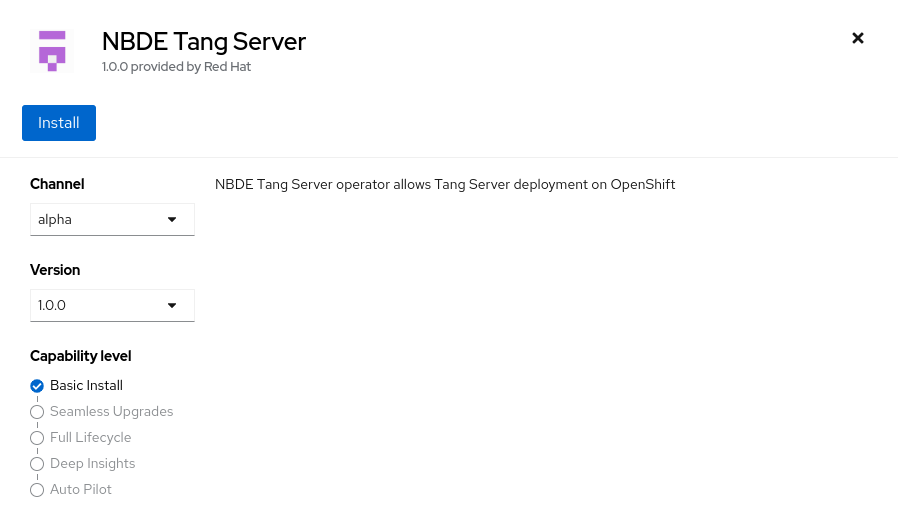 NBDE Tang Server
1.0.0 provided by Red Hat
Install
Channel
alpha
Version
1.0.0
Capability level
Basic Install
Seamless Upgrades
Full Lifecycle
Deep Insights
Auto Pilot
NBDE Tang Server operator allows Tang Server deployment on OpenShift